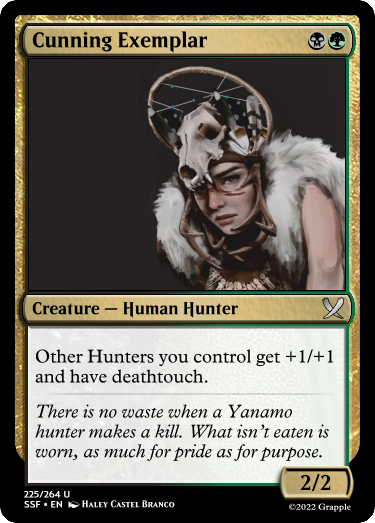 Cunning Exemplar
Creature — Human Hunter
Other Hunters you control get +1/+1
and have deathtouch.
There is no waste when a Yanamo
hunter makes a kill. What isn't eaten is
worn, as much for pride as for purpose.
2/2
225/264 U
SSF • EN Haley Castel Branco
©2022 Grapple